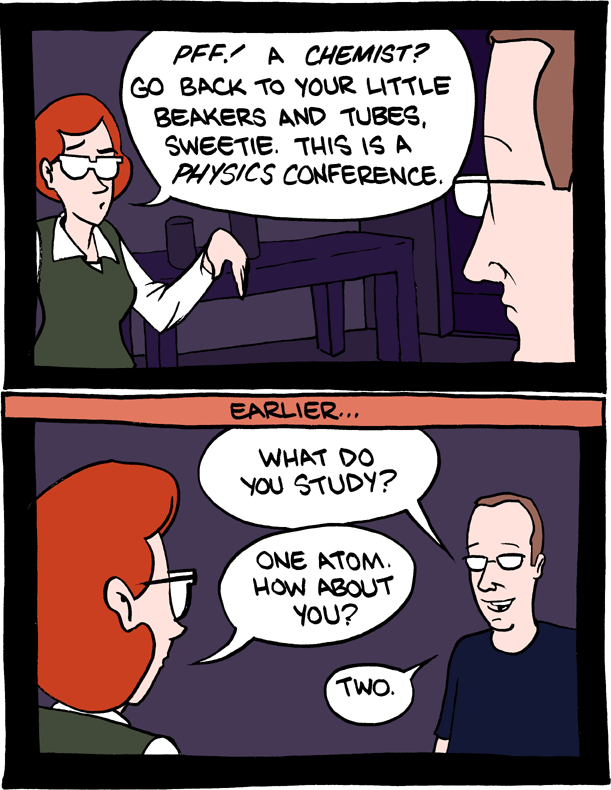 PFF! A CHEMIST?
GO BACK TO YOUR LITTLE
BEAKERS AND TUBES,
SWEETIE. THIS IS A
PHYSICS CONFERENCE.
EARLIER...
WHAT DO
YOU STUDY?
ONE ATOM.
HOW ABOUT
YOU?
TWO.